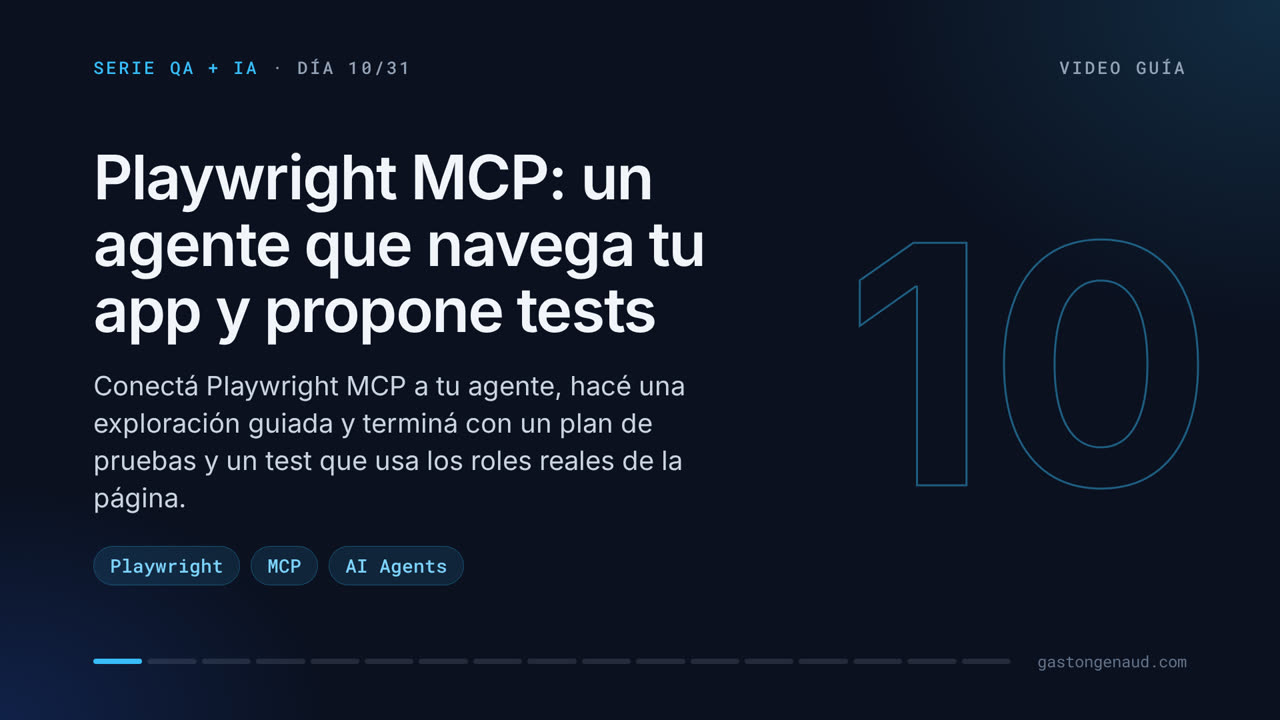 SERIE QA + IA · DÍA 10/31
VIDEO GUÍA
Playwright MCP: un
agente que navega tu
app y propone tests
10
Conectá Playwright MCP a tu agente, hacé una
exploración guiada y terminá con un plan de
pruebas y un test que usa los roles reales de la
página.
Playwright
MCP
AI Agents
gastongenaud.com